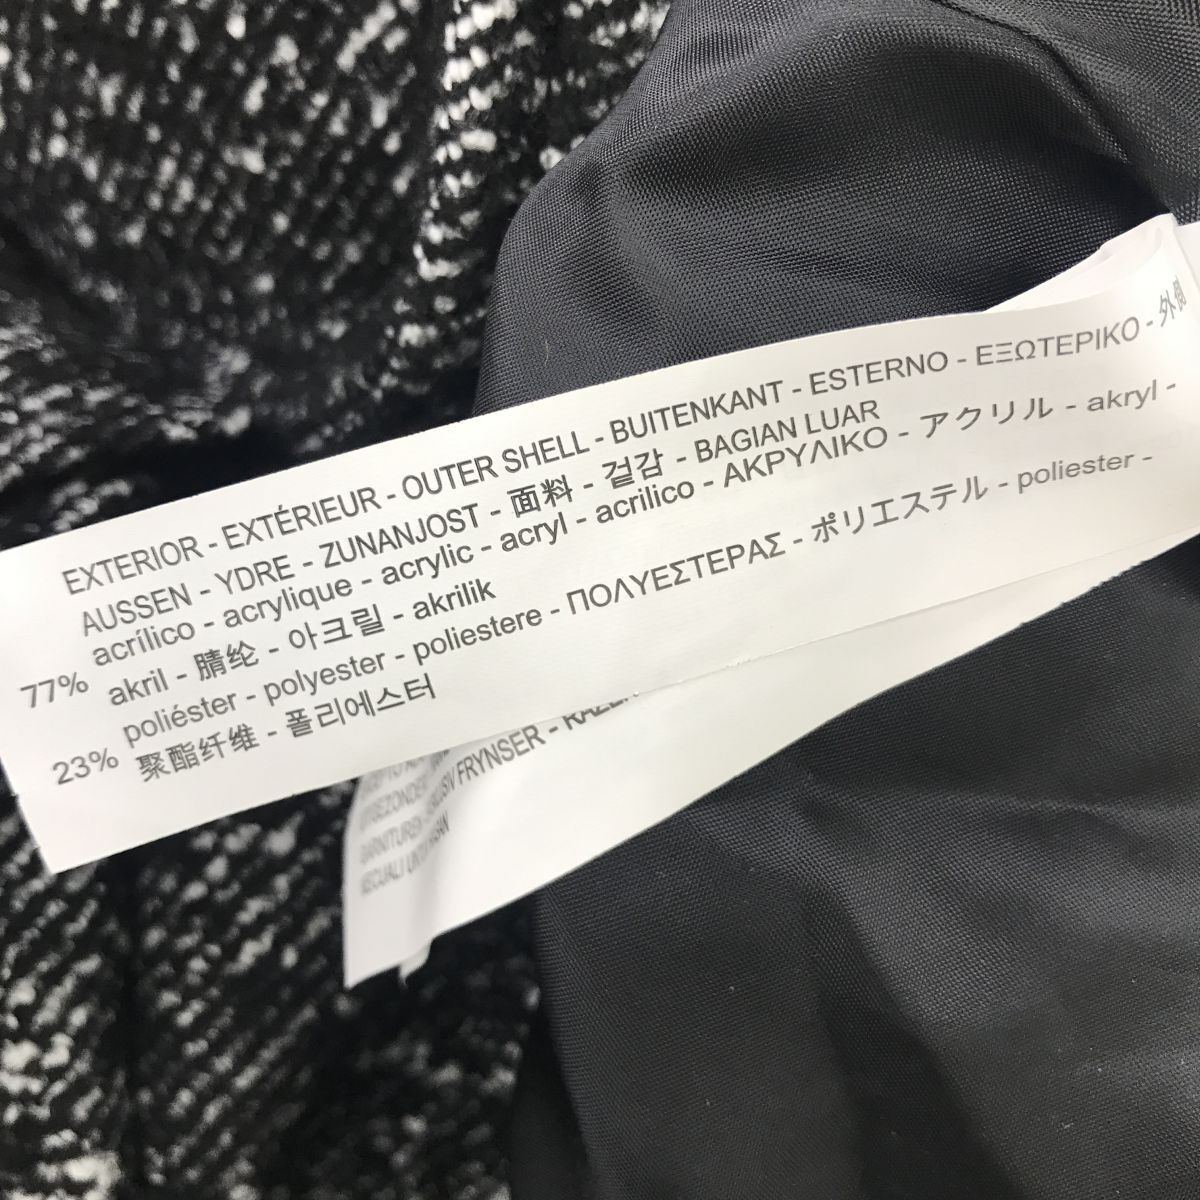 EXTERIOR - EXTÉRIEUR - OUTER SHELL - BUITENKANT - ESTERNO - ΕΞΩΤΕΡΙΚΟ - 外側
AUSSEN - YDRE - ZUNANJOST - 面料 - 겉감 - BAGIAN LUAR
77% acrílico - acrylique - acrylic - acryl - acrilico - ΑΚΡΥΛΙΚΟ - アクリル - akryl -
akril - 腈纶 - 아크릴 - akrilik
23% poliéster - polyester - poliestere - ΠΟΛΥΕΣΤΕΡΑΣ - ポリエステル - poliester -
聚酯纤维 - 폴리에스터
FRYNSER -
GARNITUREN
KECUALI